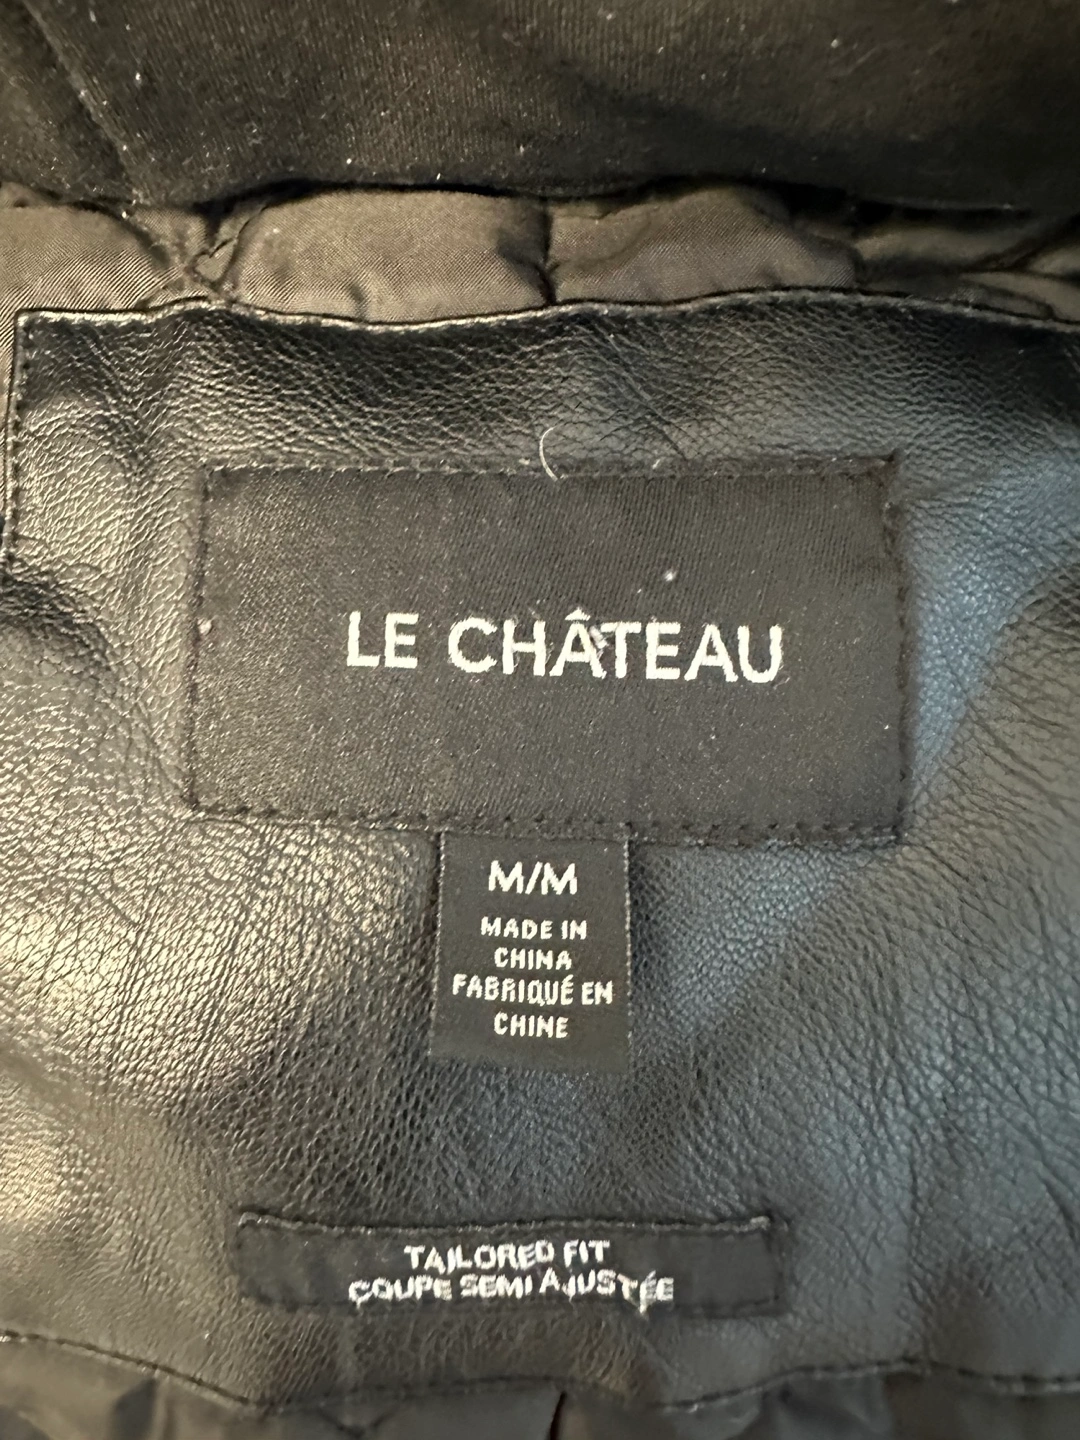 LE CHÂTEAU
M/M
MADE IN
CHINA
FABRIQUÉ EN
CHINE
TAILORED FIT
COUPE SEMI AJUSTÉE